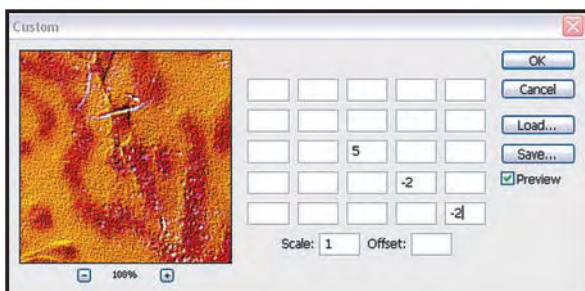 Custom
OK
Cancel
Load...
5
Save...
-2
Preview
-2
Scale: 1 Offset:
100%